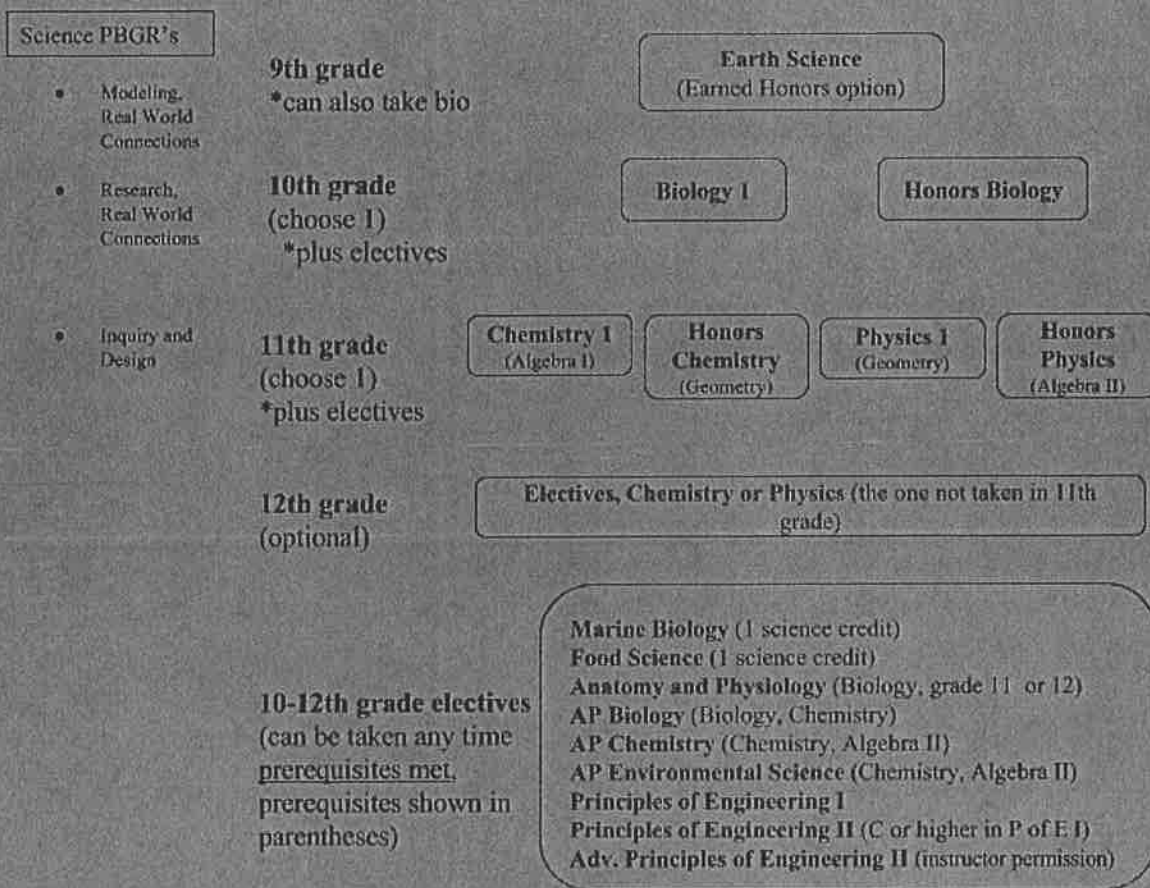 Science PBGR's
• Modeling,
Real World
Connections
• Research,
Real World
Connections
• Inquiry and
Design
9th grade
*can also take bio
Earth Science
(Earned Honors option)
10th grade
(choose 1)
*plus electives
Biology 1
Honors Biology
11th grade
(choose 1)
*plus electives
Chemistry 1
(Algebra I)
Honors
Chemistry
(Geometry)
Physics 1
(Geometry)
Honors
Physics
(Algebra II)
12th grade
(optional)
Electives, Chemistry or Physics (the one not taken in 11th
grade)
10-12th grade electives
(can be taken any time
prerequisites met,
prerequisites shown in
parentheses)
Marine Biology (1 science credit)
Food Science (1 science credit)
Anatomy and Physiology (Biology, grade 11 or 12)
AP Biology (Biology, Chemistry)
AP Chemistry (Chemistry, Algebra II)
AP Environmental Science (Chemistry, Algebra II)
Principles of Engineering I
Principles of Engineering II (C or higher in P of E I)
Adv. Principles of Engineering II (instructor permission)